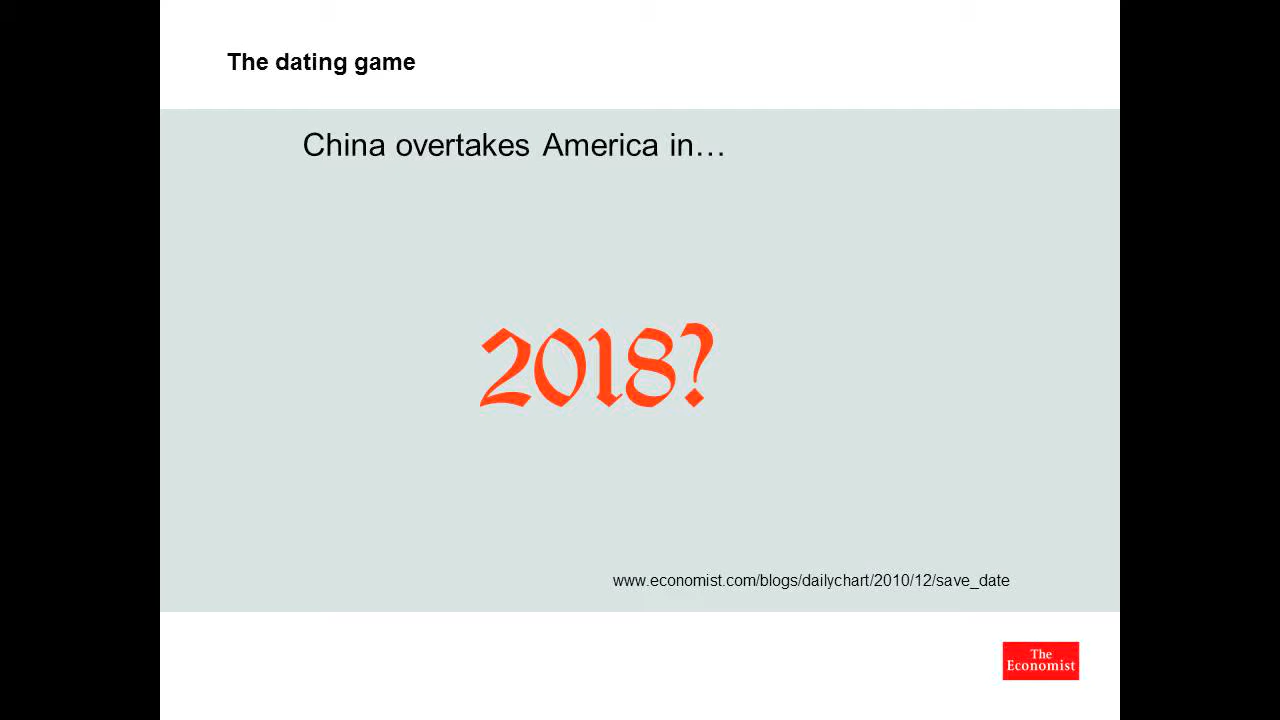 The dating game
China overtakes America in…
2018?
www.economist.com/blogs/dailychart/2010/12/save_date
The
Economist